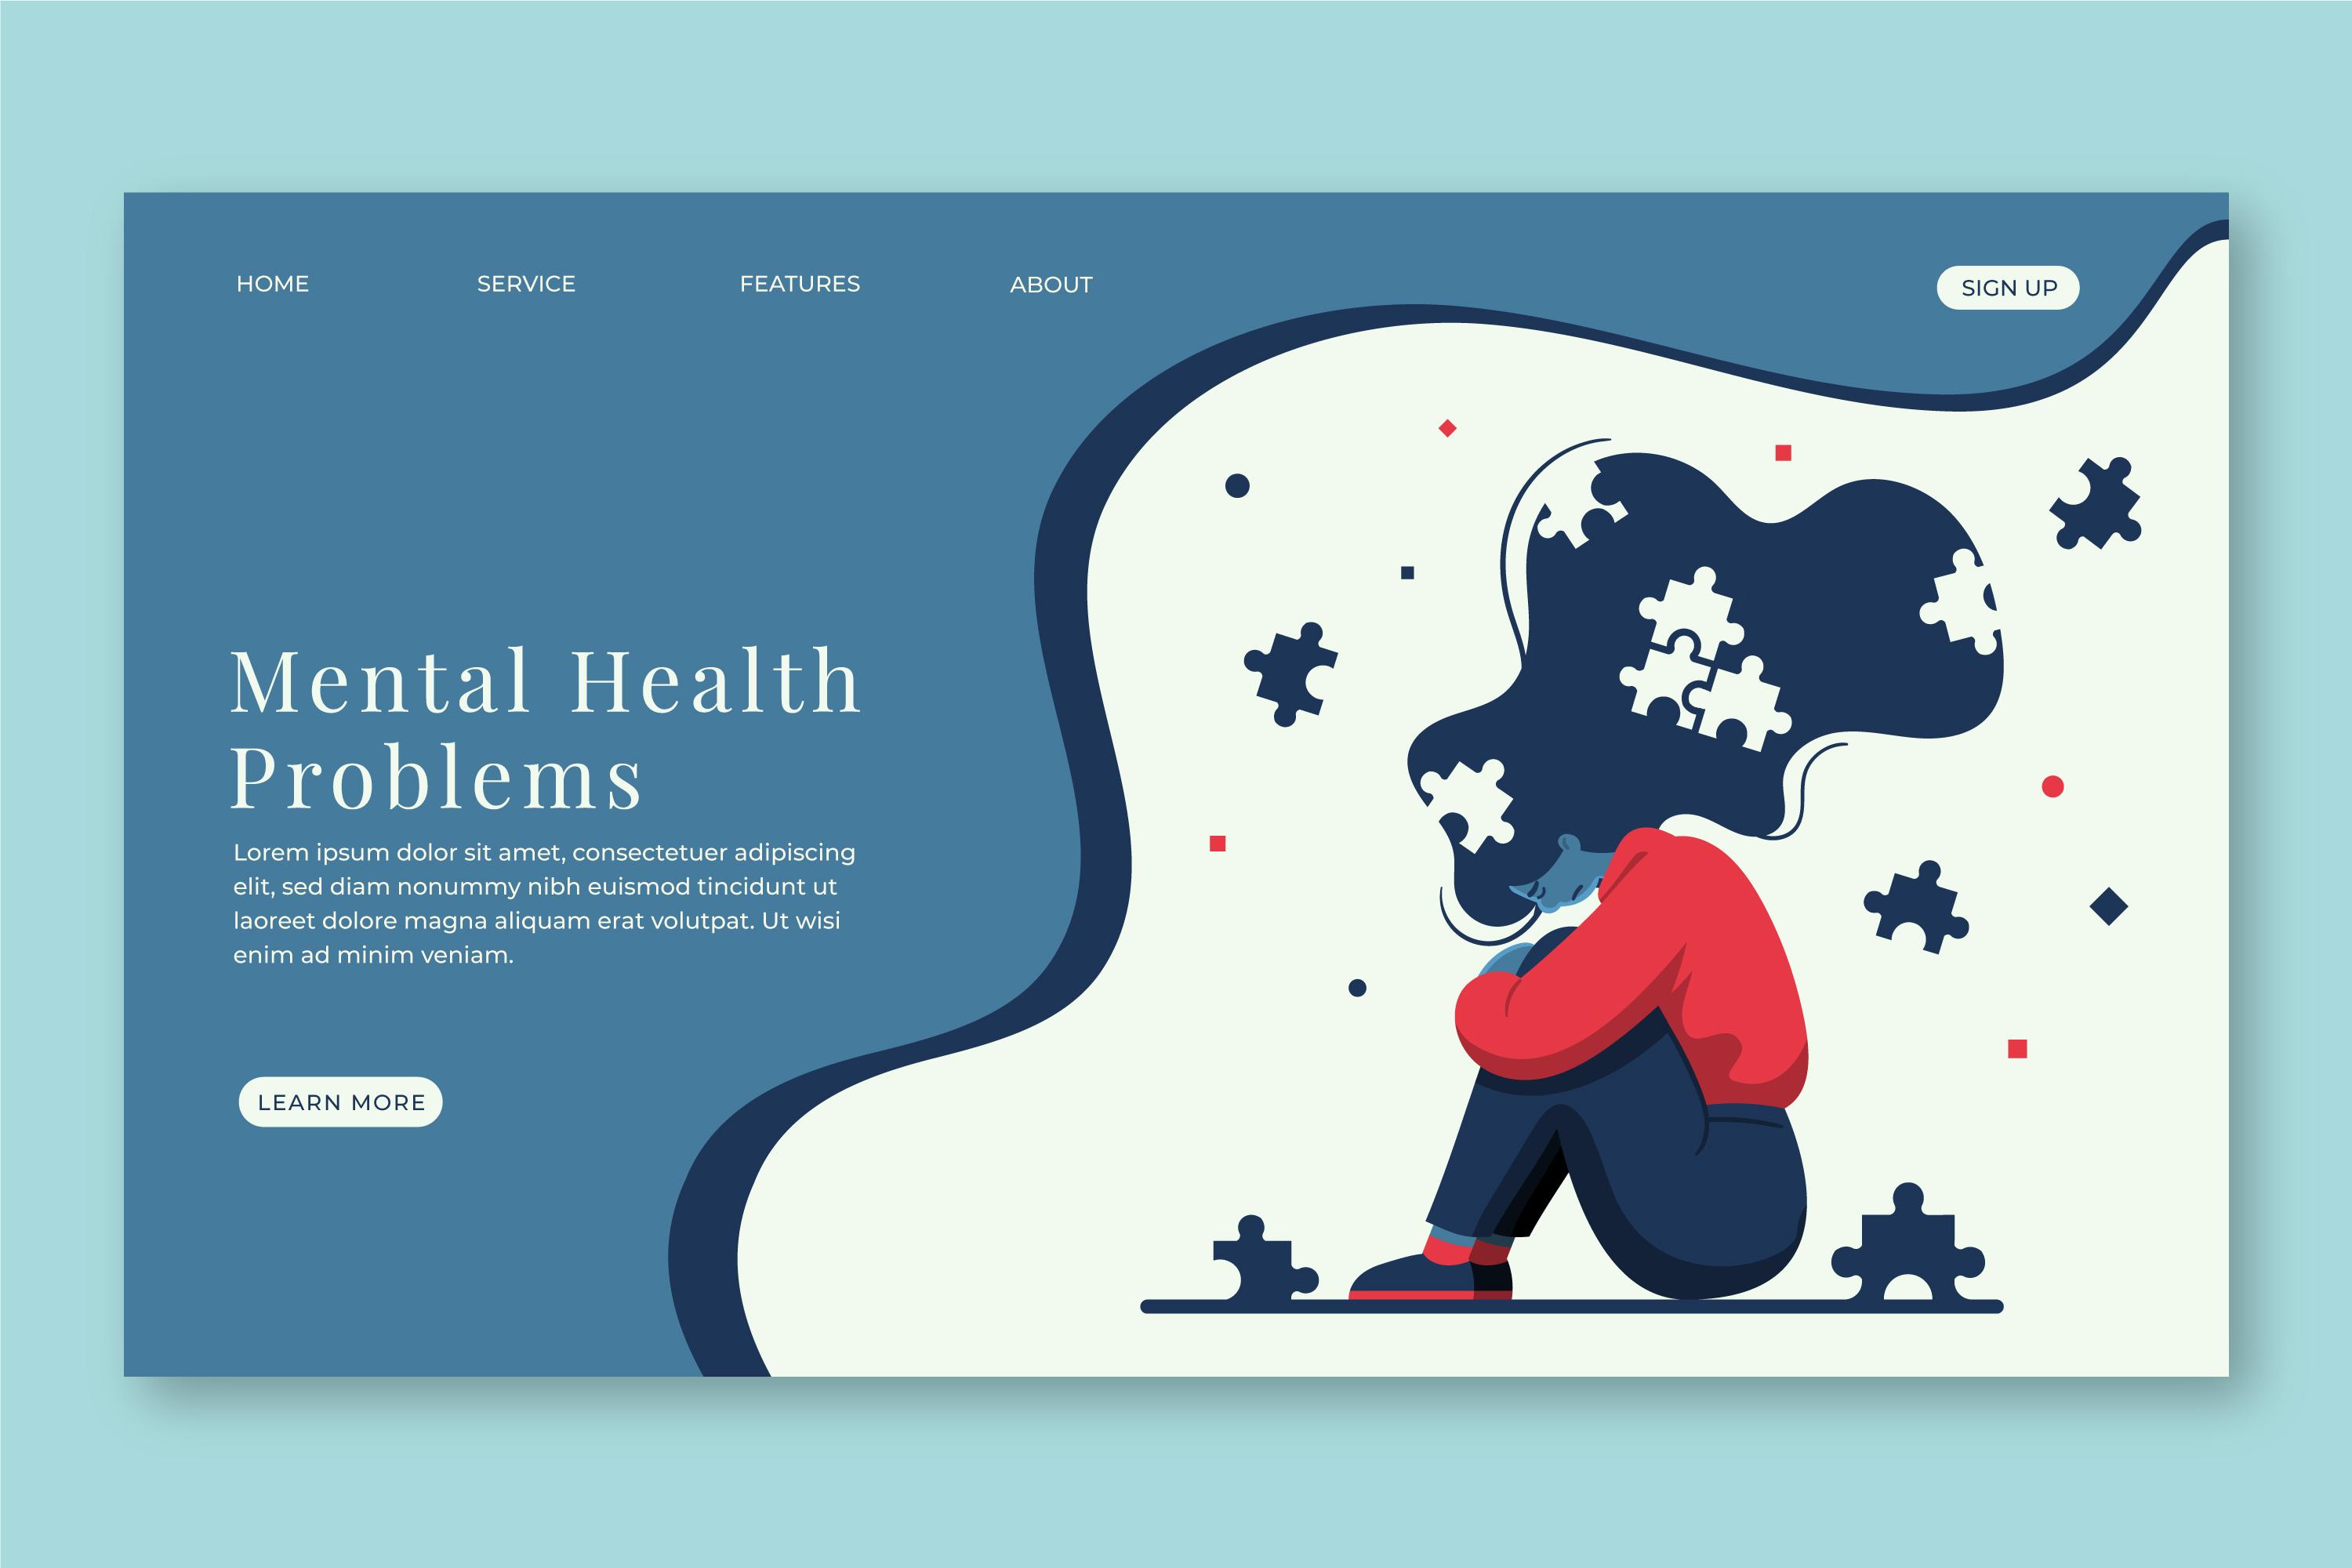 HOME SERVICE FEATURES ABOUT SIGN UP
Mental Health
Problems
Lorem ipsum dolor sit amet, consectetuer adipiscing
elit, sed diam nonummy nibh euismod tincidunt ut
laoreet dolore magna aliquam erat volutpat. Ut wisi
enim ad minim veniam.
LEARN MORE